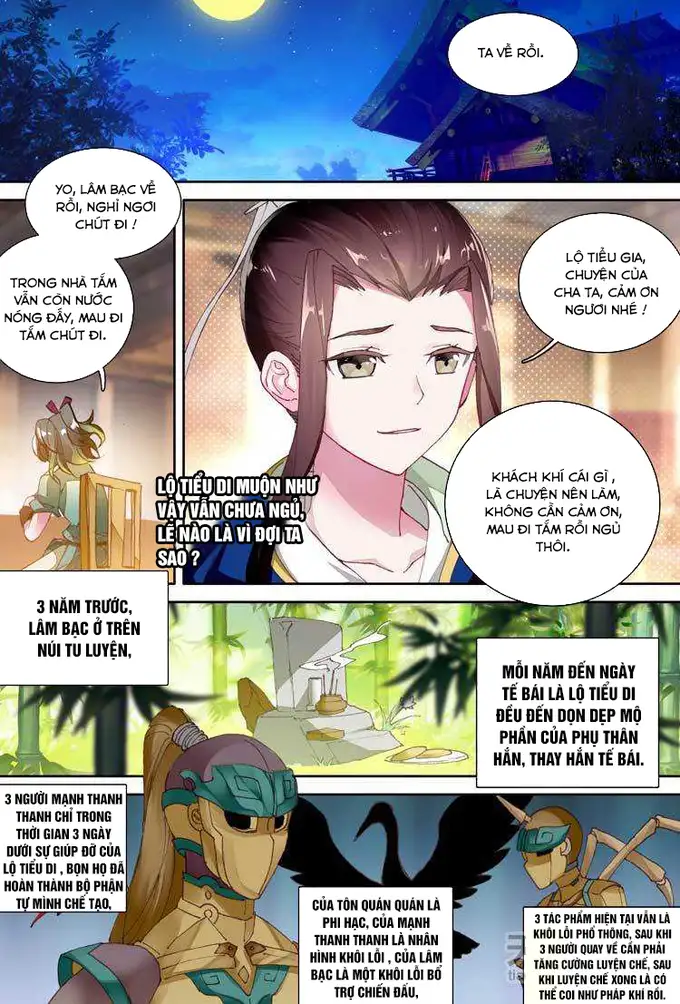 TA VỀ RỒI.
YO, LÂM BẠC VỀ
RỒI, NGHỈ NGƠI
CHÚT ĐI !
TRONG NHÀ TẮM
VẪN CÒN NƯỚC
NÓNG ĐẤY, MAU ĐI
TẮM CHÚT ĐI.
LỘ TIỂU GIA,
CHUYỆN CỦA
CHA TA, CẢM ƠN
NGƯƠI NHÉ !
LỘ TIỂU DI MUỘN NHƯ
VẬY VẪN CHƯA NGỦ,
LẼ NÀO LÀ VÌ ĐỢI TA
SAO ?
KHÁCH KHÍ CÁI GÌ ,
LÀ CHUYỆN NÊN LÀM,
KHÔNG CẦN CẢM ƠN,
MAU ĐI TẮM RỒI NGỦ
THÔI.
3 NĂM TRƯỚC,
LÂM BẠC Ở TRÊN
NÚI TU LUYỆN,
MỖI NĂM ĐẾN NGÀY
TẾ BÁI LÀ LỘ TIỂU DI
ĐỀU ĐẾN DỌN DẸP MỘ
PHẦN CỦA PHỤ THÂN
HẮN, THAY HẮN TẾ BÁI.
3 NGƯỜI MẠNH THANH
THANH CHỈ TRONG
THỜI GIAN 3 NGÀY
DƯỚI SỰ GIÚP ĐỠ CỦA
LỘ TIỂU DI , BỌN HỌ ĐÃ
HOÀN THÀNH BỘ PHẬN
TỰ MÌNH CHẾ TẠO,
CỦA TÔN QUÁN QUÁN LÀ
PHI HẠC, CỦA MẠNH
THANH THANH LÀ NHÂN
HÌNH KHÔI LỖI , CỦA LÂM
BẠC LÀ MỘT KHÔI LỖI BỔ
TRỢ CHIẾN ĐẤU,
3 TÁC PHẨM HIỆN TẠI VẪN LÀ
KHÔI LỖI PHỔ THÔNG, SAU KHI
3 NGƯỜI QUAY VỀ CẦN PHẢI
TĂNG CƯỜNG LUYỆN CHẾ, SAU
KHI LUYỆN CHẾ XONG LÀ CÓ
THỂ COI NHƯ PHÁP KHÍ RỒI.